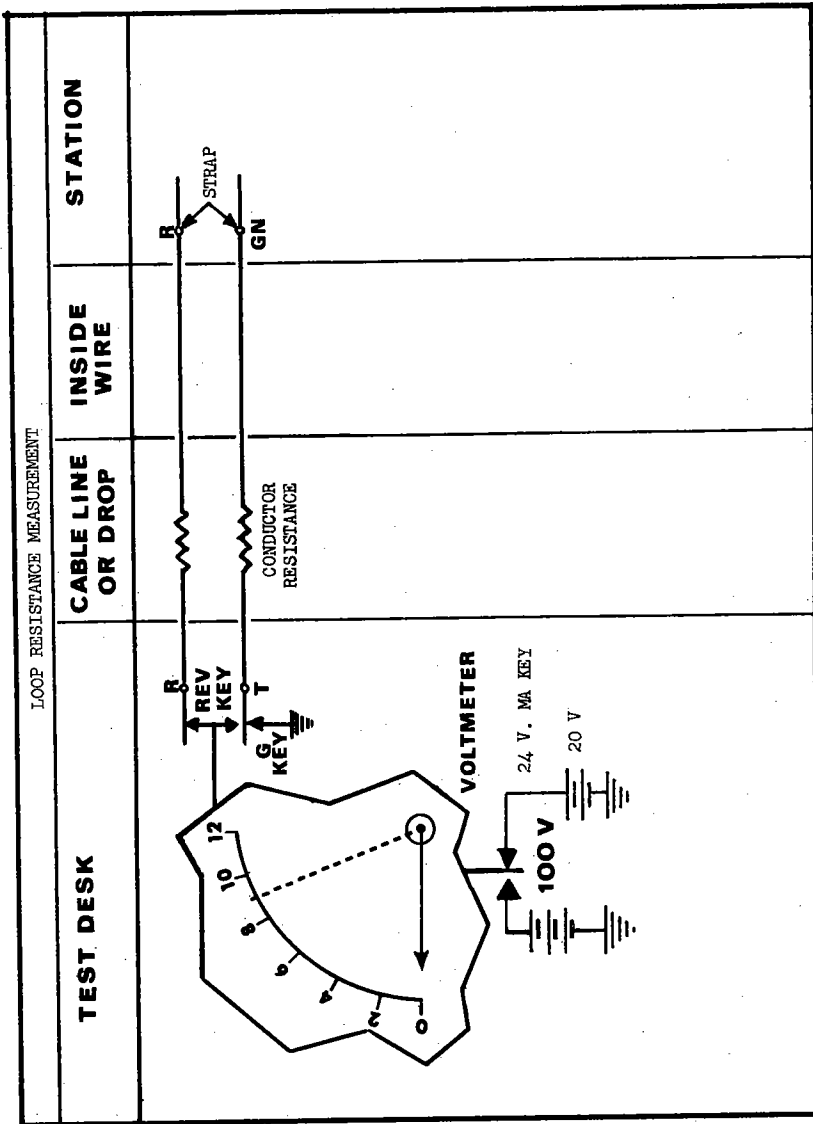 LOOP RESISTANCE MEASUREMENT
TEST DESK
CABLE LINE
OR DROP
INSIDE
WIRE
STATION
R
REV
KEY
T
G
KEY
CONDUCTOR
RESISTANCE
R
GN
STRAP
0
2
4
6
8
10
12
VOLTMETER
24 V. MA KEY
20 V
100 V